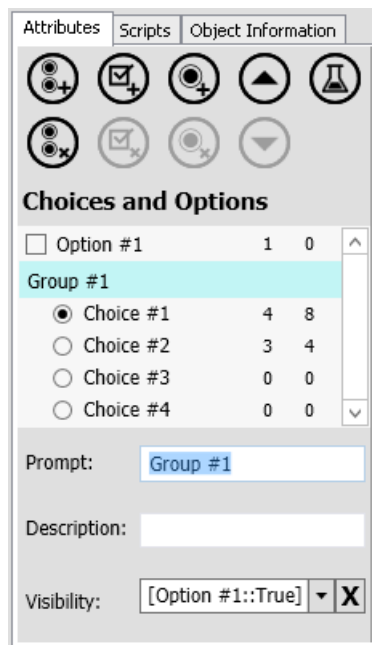 Attributes Scripts Object Information
Choices and Options
Option #1 1 0
Group #1
Choice #1 4 8
Choice #2 3 4
Choice #3 0 0
Choice #4 0 0
Prompt: Group #1
Description:
Visibility: [Option #1::True] X